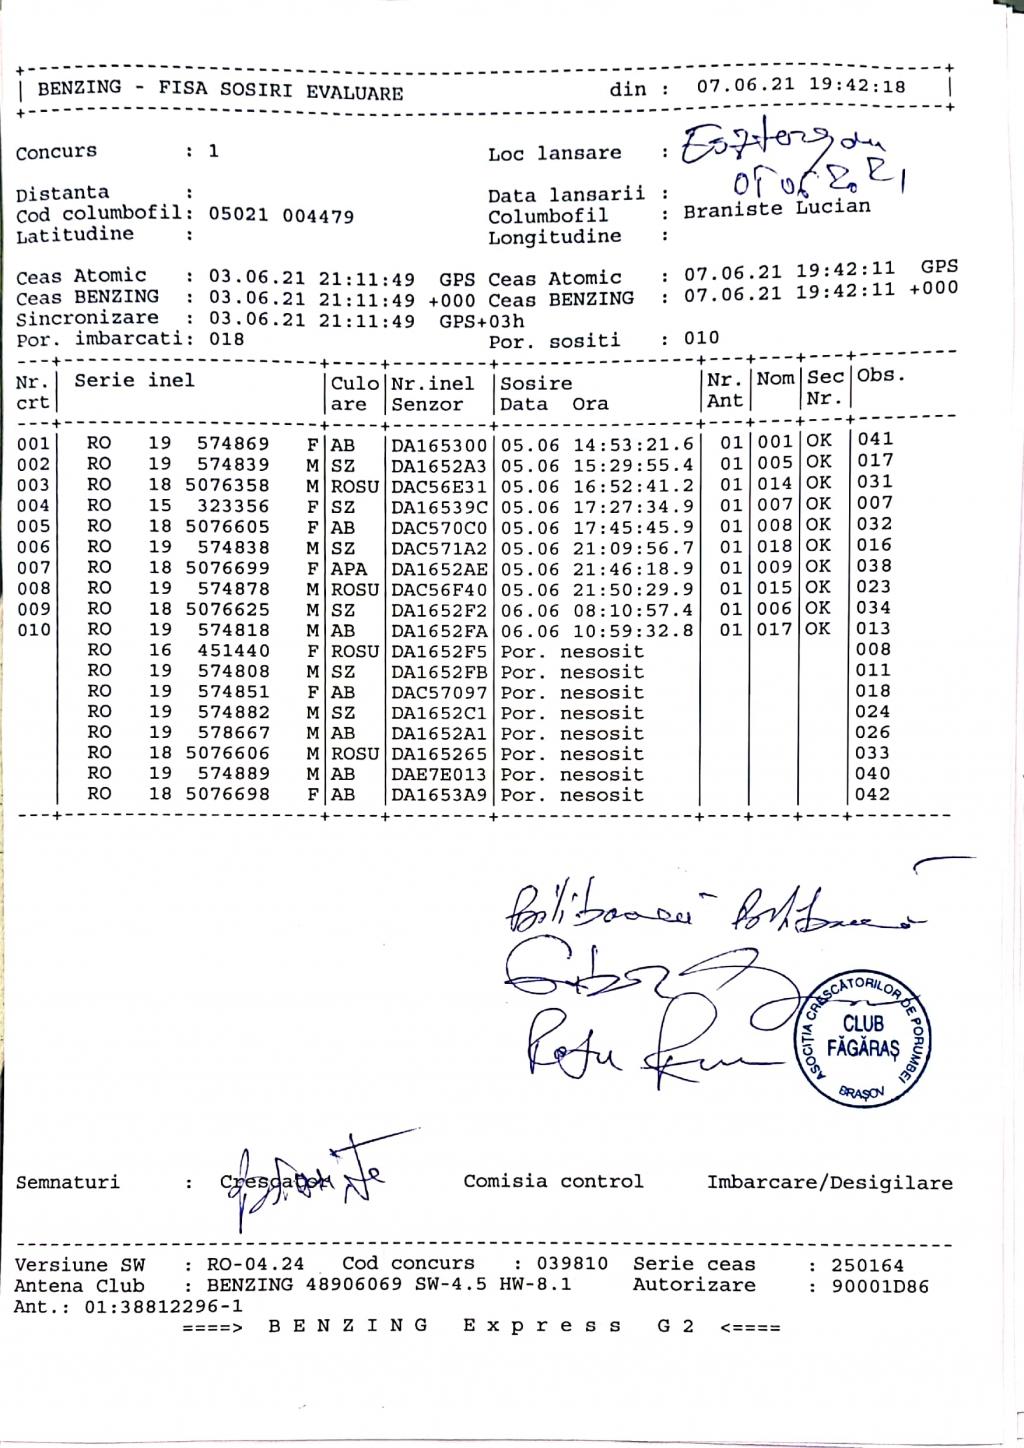 BENZING - FISA SOSIRI EVALUARE din : 07.06.21 19:42:18
Concurs : 1 Loc lansare : Esztergom
Distanta : Data lansarii : 05 06 2021
Cod columbofil: 05021 004479 Columbofil : Braniste Lucian
Latitudine : Longitudine :
Ceas Atomic : 03.06.21 21:11:49 GPS Ceas Atomic : 07.06.21 19:42:11 GPS
Ceas BENZING : 03.06.21 21:11:49 +000 Ceas BENZING : 07.06.21 19:42:11 +000
Sincronizare : 03.06.21 21:11:49 GPS+03h
Por. imbarcati: 018 Por. sositi : 010
Nr. Serie inel Culo Nr.inel Sosire Nr. Nom Sec Obs.
crt are Senzor Data Ora Ant Nr.
001 RO 19 574869 F AB DA165300 05.06 14:53:21.6 01 001 OK 041
002 RO 19 574839 M SZ DA1652A3 05.06 15:29:55.4 01 005 OK 017
003 RO 18 5076358 M ROSU DAC56E31 05.06 16:52:41.2 01 014 OK 031
004 RO 15 323356 F SZ DA16539C 05.06 17:27:34.9 01 007 OK 007
005 RO 18 5076605 F AB DAC570C0 05.06 17:45:45.9 01 008 OK 032
006 RO 19 574838 M SZ DAC571A2 05.06 21:09:56.7 01 018 OK 016
007 RO 18 5076699 F APA DA1652AE 05.06 21:46:18.9 01 009 OK 038
008 RO 19 574878 M ROSU DAC56F40 05.06 21:50:29.9 01 015 OK 023
009 RO 18 5076625 M SZ DA1652F2 06.06 08:10:57.4 01 006 OK 034
010 RO 19 574818 M AB DA1652FA 06.06 10:59:32.8 01 017 OK 013
RO 16 451440 F ROSU DA1652F5 Por. nesosit 008
RO 19 574808 M SZ DA1652FB Por. nesosit 011
RO 19 574851 F AB DAC57097 Por. nesosit 018
RO 19 574882 M SZ DA1652C1 Por. nesosit 024
RO 19 578667 M AB DA1652A1 Por. nesosit 026
RO 18 5076606 M ROSU DA165265 Por. nesosit 033
RO 19 574889 M AB DAE7E013 Por. nesosit 040
RO 18 5076698 F AB DA1653A9 Por. nesosit 042
ASOCIȚIA CRESCĂTORILOR DE PORUMBEI
CLUB
FĂGĂRAȘ
BRAȘOV
Semnaturi : Crescator Comisia control Imbarcare/Desigilare
Versiune SW : RO-04.24 Cod concurs : 039810 Serie ceas : 250164
Antena Club : BENZING 48906069 SW-4.5 HW-8.1 Autorizare : 90001D86
Ant.: 01:38812296-1
====> B E N Z I N G E x p r e s s G 2 <====